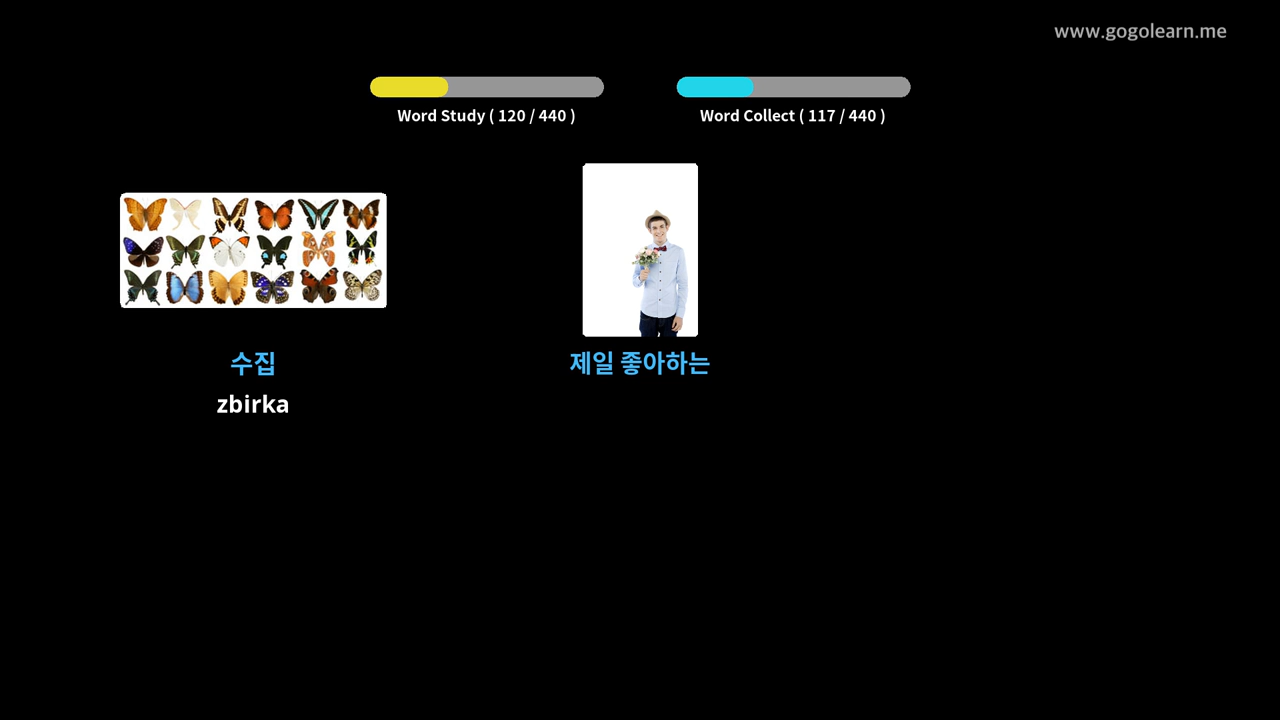 www.gogolearn.me
Word Study ( 120 / 440 )
Word Collect ( 117 / 440 )
수집
zbirka
제일 좋아하는